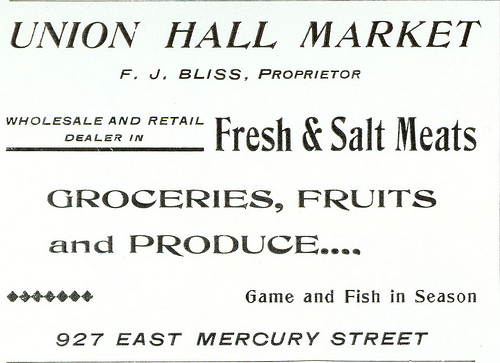 UNION HALL MARKET
F. J. BLISS, PROPRIETOR
WHOLESALE AND RETAIL
DEALER IN
Fresh & Salt Meats
GROCERIES, FRUITS
and PRODUCE....
Game and Fish in Season
927 EAST MERCURY STREET